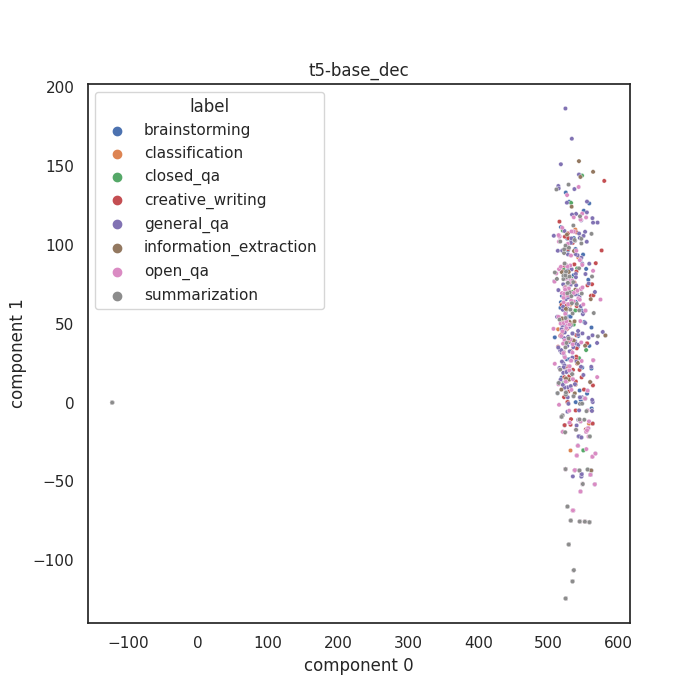 t5-base_dec
200
150
100
50
0
−50
−100
component 1
label
brainstorming
classification
closed_qa
creative_writing
general_qa
information_extraction
open_qa
summarization
−100
0
100
200
300
400
500
600
component 0